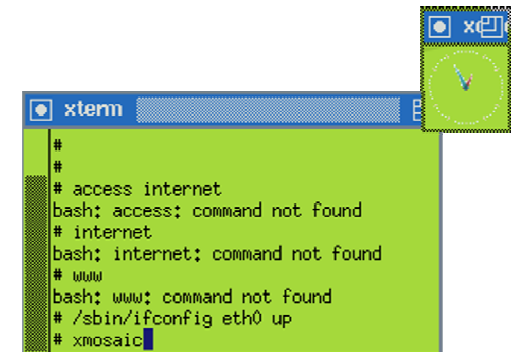 xterm
#
#
# access internet
bash: access: command not found
# internet
bash: internet: command not found
# www
bash: www: command not found
# /sbin/ifconfig eth0 up
# xmosaic